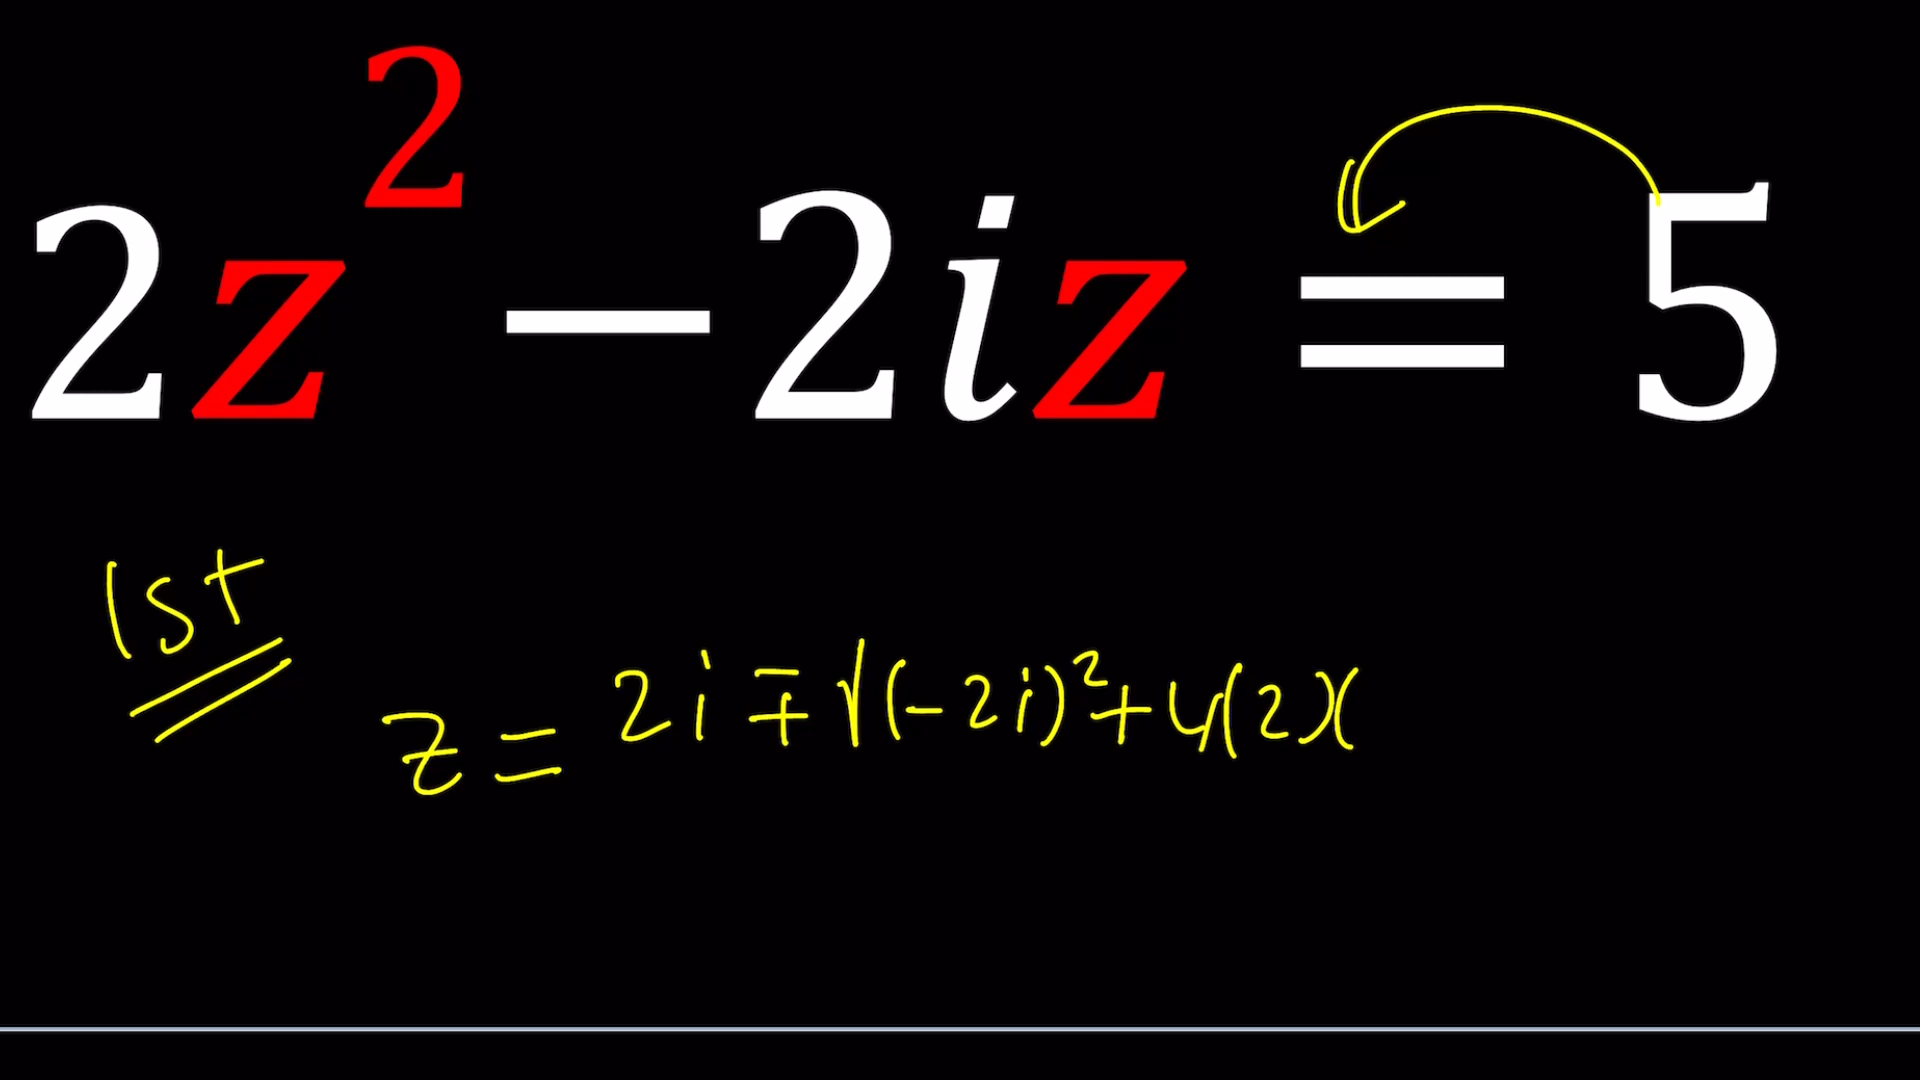 2z² − 2iz = 5
1st
z = 2i ∓ √(-2i)² + 4(2)(